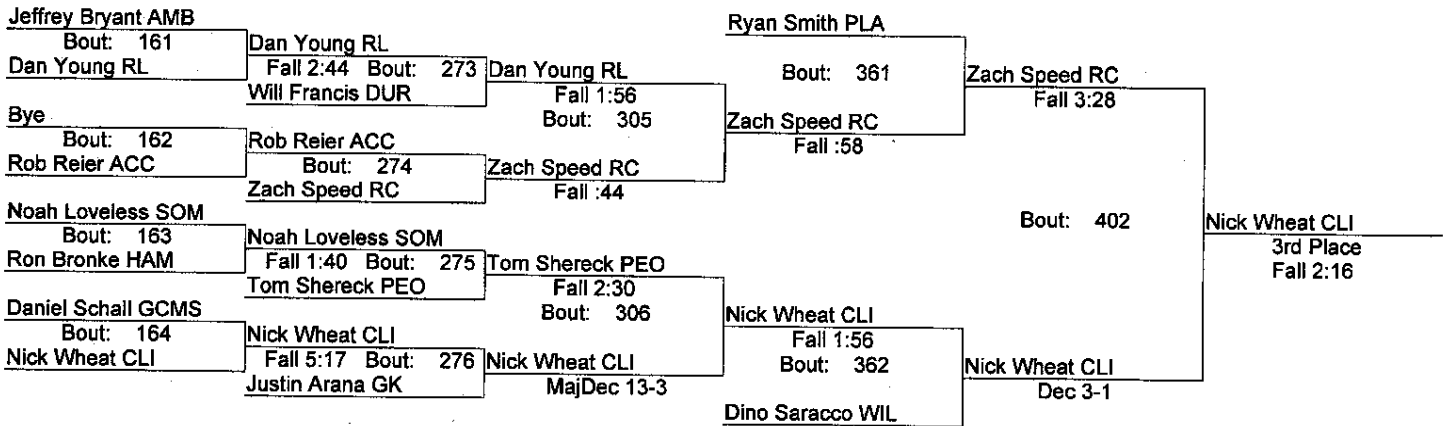 Jeffrey Bryant AMB
Bout: 161
Dan Young RL
Dan Young RL
Fall 2:44 Bout: 273
Will Francis DUR
Dan Young RL
Fall 1:56
Bout: 305
Bye
Bout: 162
Rob Reier ACC
Rob Reier ACC
Bout: 274
Zach Speed RC
Zach Speed RC
Fall :44
Noah Loveless SOM
Bout: 163
Ron Bronke HAM
Noah Loveless SOM
Fall 1:40 Bout: 275
Tom Shereck PEO
Tom Shereck PEO
Fall 2:30
Bout: 306
Daniel Schall GCMS
Bout: 164
Nick Wheat CLI
Nick Wheat CLI
Fall 5:17 Bout: 276
Justin Arana GK
Nick Wheat CLI
MajDec 13-3
Ryan Smith PLA
Bout: 361
Zach Speed RC
Fall :58
Zach Speed RC
Fall 3:28
Nick Wheat CLI
Fall 1:56
Bout: 362
Dino Saracco WIL
Nick Wheat CLI
Dec 3-1
Bout: 402
Nick Wheat CLI
3rd Place
Fall 2:16